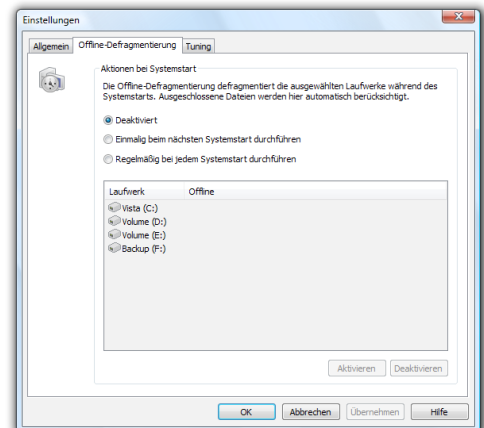 Einstellungen
Allgemein Offline-Defragmentierung Tuning
Aktionen bei Systemstart
Die Offline-Defragmentierung defragmentiert die ausgewählten Laufwerke während des
Systemstarts. Ausgeschlossene Dateien werden hier automatisch berücksichtigt.
Deaktiviert
Einmalig beim nächsten Systemstart durchführen
Regelmäßig bei jedem Systemstart durchführen
Laufwerk Offline
Vista (C:)
Volume (D:)
Volume (E:)
Backup (F:)
Aktivieren Deaktivieren
OK Abbrechen Übernehmen Hilfe